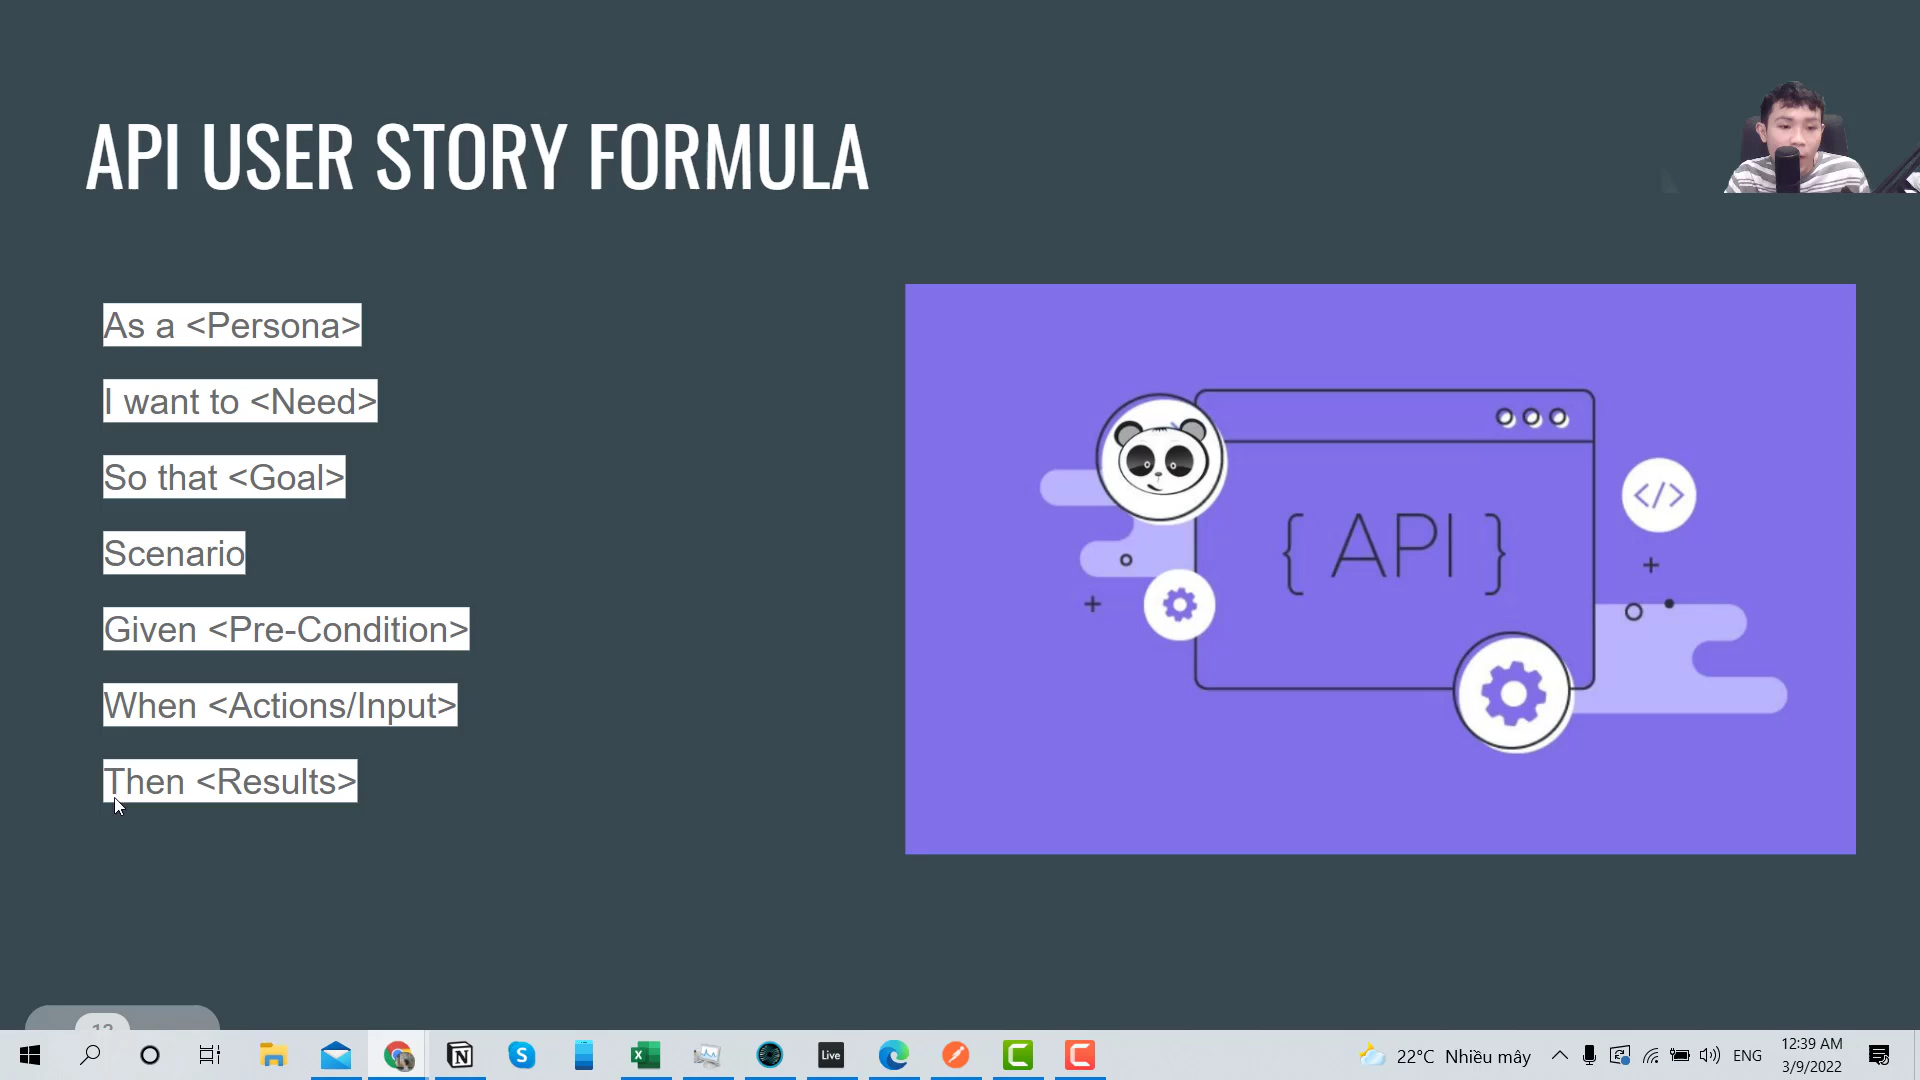 API USER STORY FORMULA
As a <Persona>
I want to <Need>
So that <Goal>
Scenario
Given <Pre-Condition>
When <Actions/Input>
Then <Results>
{ API }
</>
12
Live
22°C Nhiều mây
ENG
12:39 AM
3/9/2022